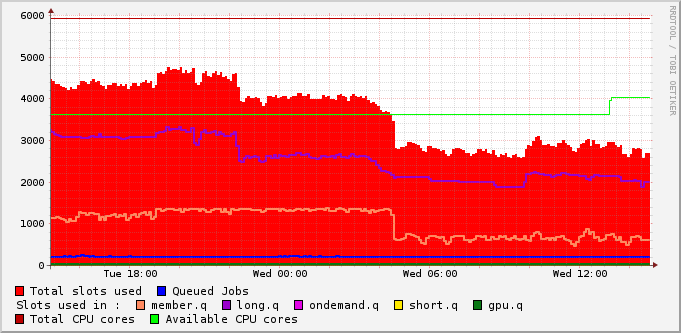 RRDTOOL / TOBI OETIKER
6000
5000
4000
3000
2000
1000
0
Tue 18:00 Wed 00:00 Wed 06:00 Wed 12:00
Total slots used Queued Jobs
Slots used in : member.q long.q ondemand.q short.q gpu.q
Total CPU cores Available CPU cores